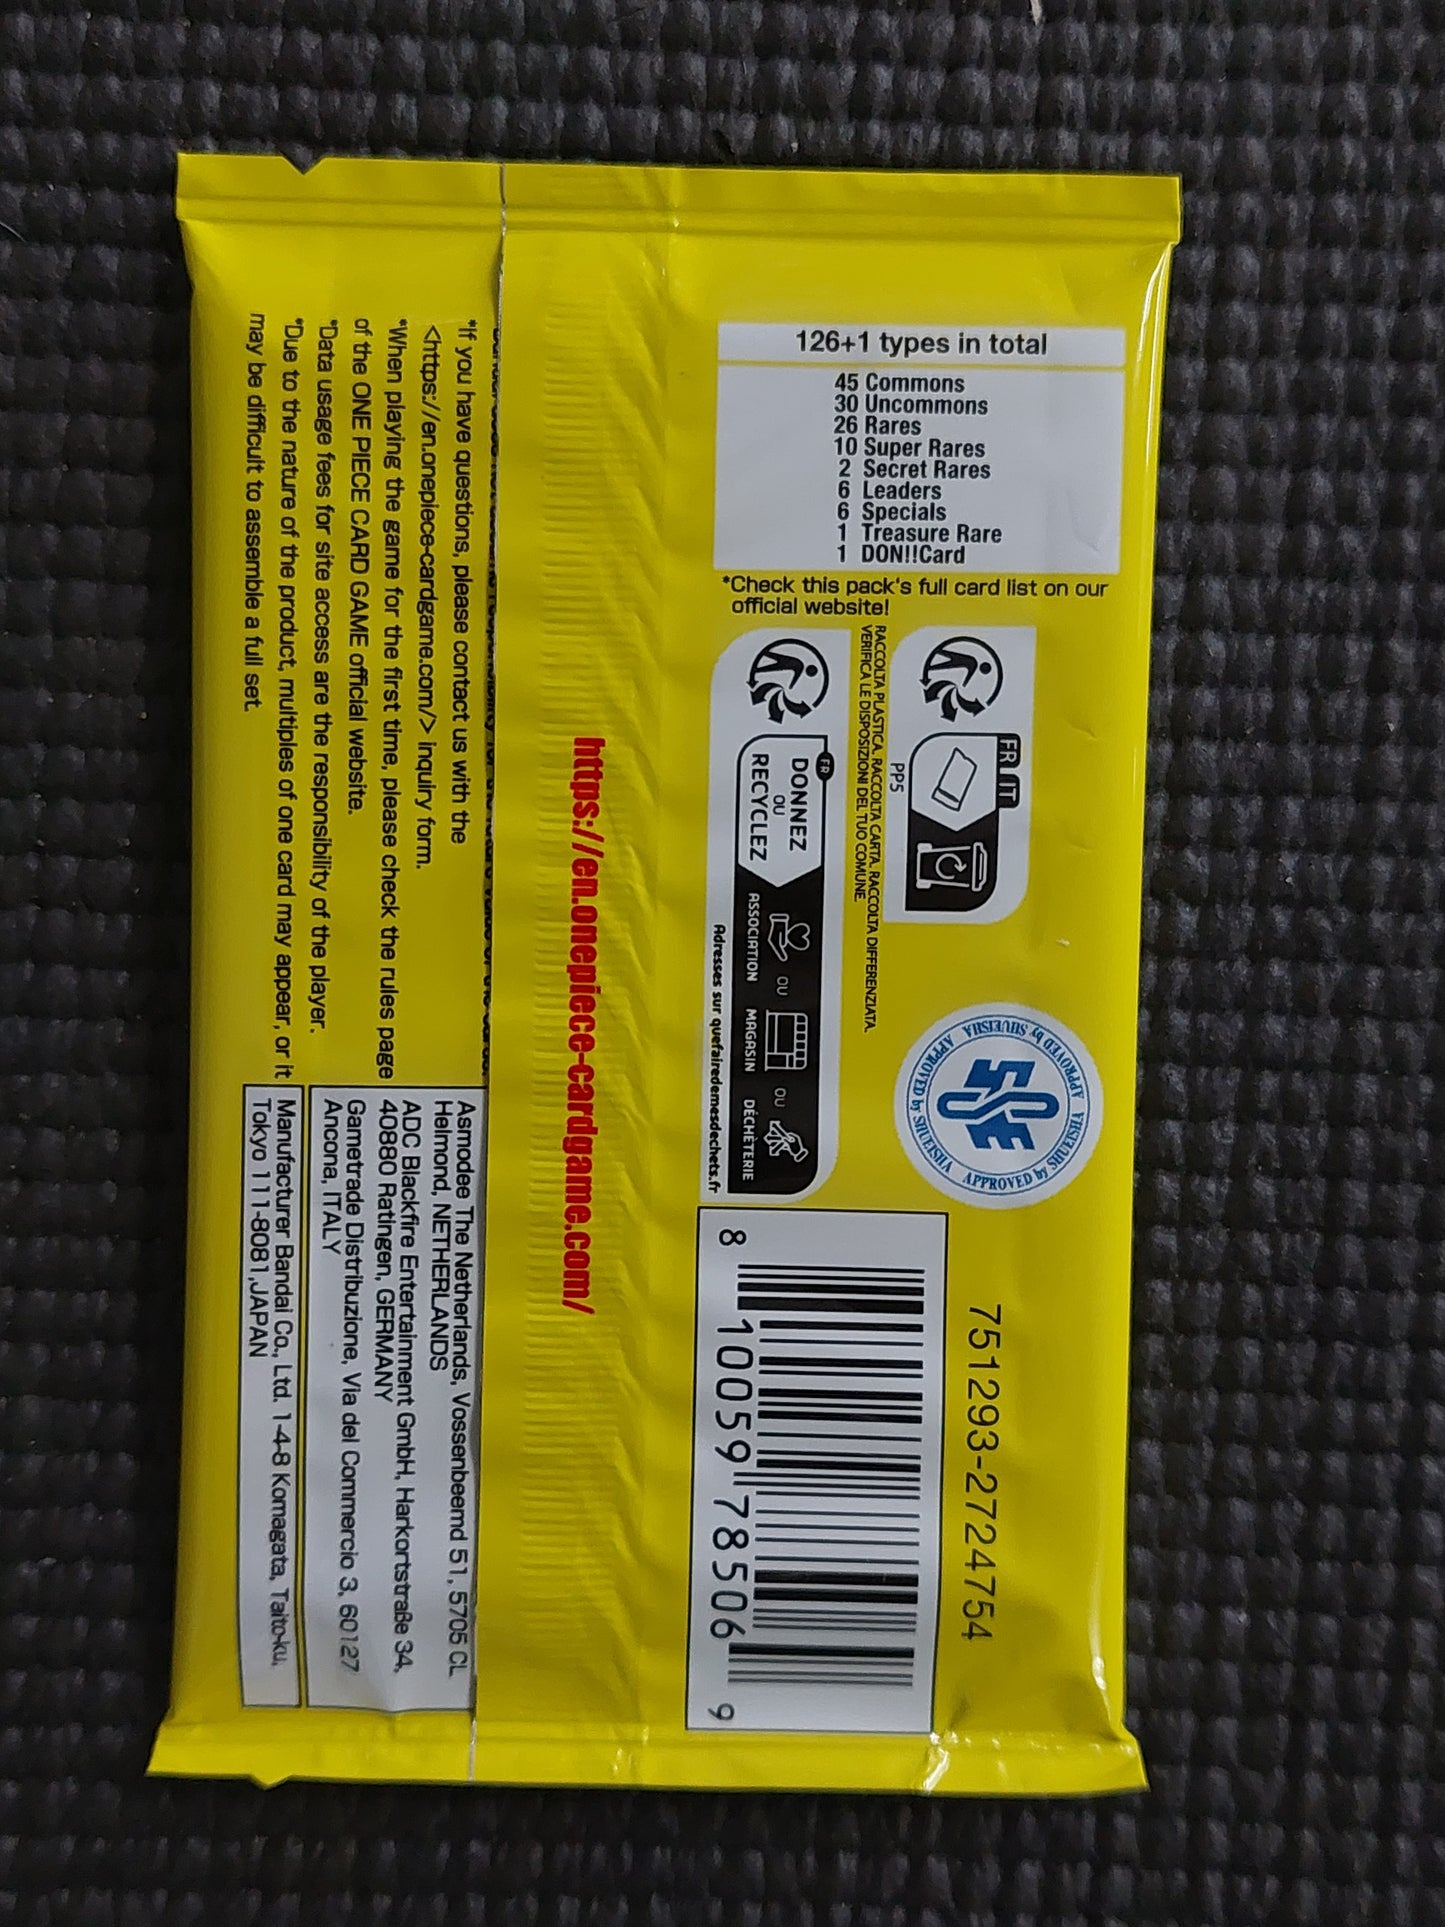 126+1 types in total
45 Commons
30 Uncommons
26 Rares
10 Super Rares
2 Secret Rares
6 Leaders
6 Specials
1 Treasure Rare
1 DON!!Card
*Check this pack's full card list on our
official website!
FR IT
PP5
RACCOLTA PLASTICA. RACCOLTA CARTA. RACCOLTA DIFFERENZIATA.
VERIFICA LE DISPOSIZIONI DEL TUO COMUNE.
FR
DONNEZ
OU
RECYCLEZ
ASSOCIATION
OU
MAGASIN
OU
DÉCHÈTERIE
Adresses sur quefairedemesdechets.fr
APPROVED by SHUEISHA APPROVED by SHUEISHA APPROVED by SHUEISHA
751293-2724754
8 10059 78506 9
https://en.onepiece-cardgame.com/
*If you have questions, please contact us with the
<https://en.onepiece-cardgame.com/> inquiry form.
*When playing the game for the first time, please check the rules page
of the ONE PIECE CARD GAME official website.
*Data usage fees for site access are the responsibility of the player.
*Due to the nature of the product, multiples of one card may appear, or it
may be difficult to assemble a full set.
Asmodee The Netherlands, Vossenbeemd 51, 5705 CL
Helmond, NETHERLANDS
ADC Blackfire Entertainment GmbH, Harkortstraße 34,
40880 Ratingen, GERMANY
Gametrade Distribuzione, Via del Commercio 3, 60127
Ancona, ITALY
Manufacturer Bandai Co., Ltd. 1-4-8 Komagata, Taito-ku,
Tokyo 111-8081,JAPAN